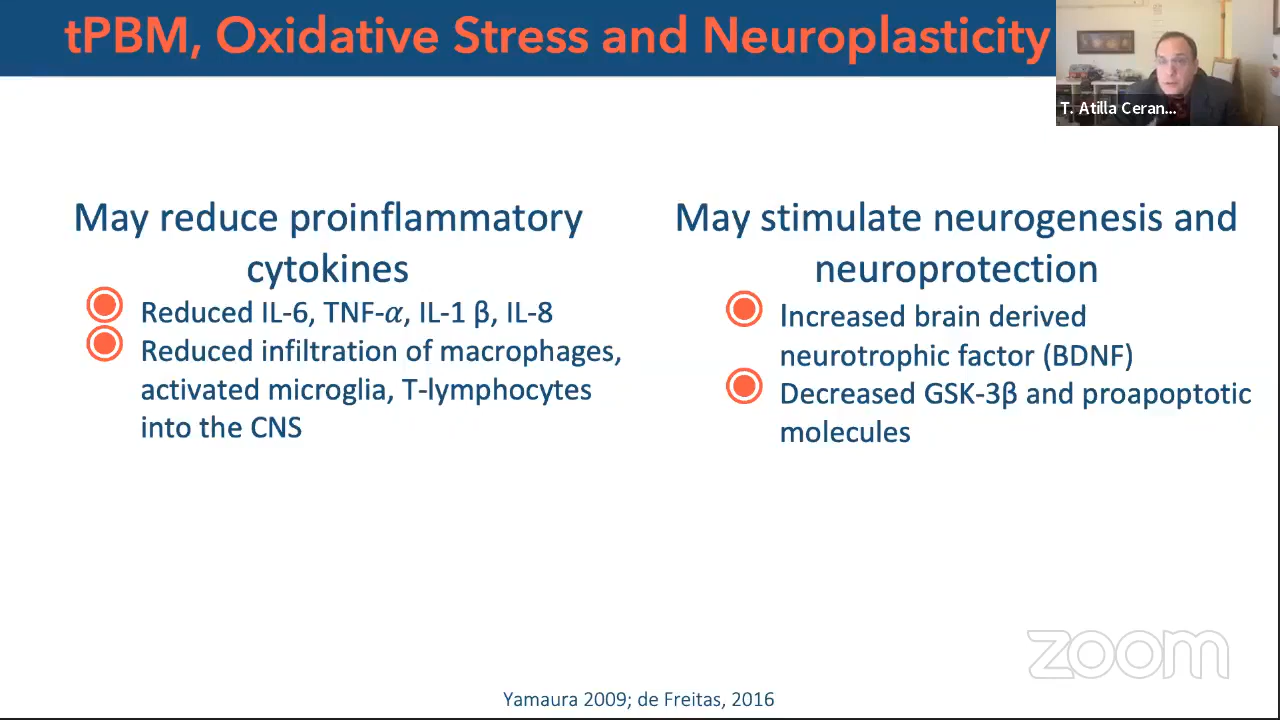 tPBM, Oxidative Stress and Neuroplasticity
T. Atilla Ceran...
May reduce proinflammatory
cytokines
Reduced IL-6, TNF-α, IL-1 β, IL-8
Reduced infiltration of macrophages,
activated microglia, T-lymphocytes
into the CNS
May stimulate neurogenesis and
neuroprotection
Increased brain derived
neurotrophic factor (BDNF)
Decreased GSK-3β and proapoptotic
molecules
zoom
Yamaura 2009; de Freitas, 2016